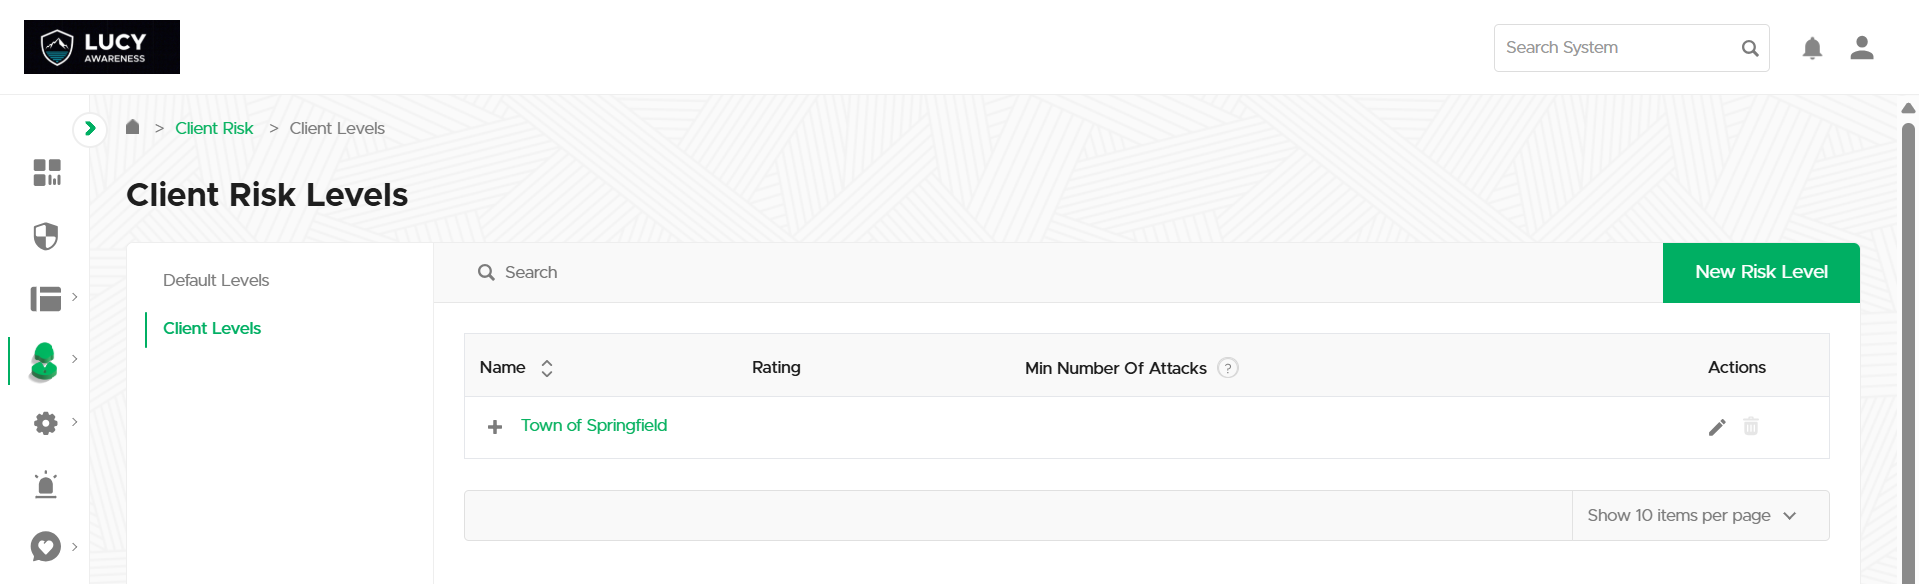 LUCY
AWARENESS
Search System
> Client Risk > Client Levels
Client Risk Levels
Default Levels
Client Levels
Search
New Risk Level
Name Rating Min Number Of Attacks ? Actions
Town of Springfield
Show 10 items per page